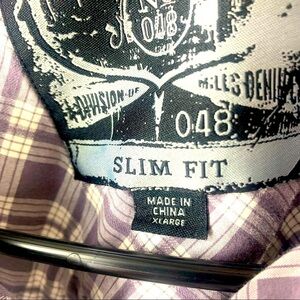 048
DIVISION OF
MILES DENIM
048
SLIM FIT
MADE IN
CHINA
XLARGE